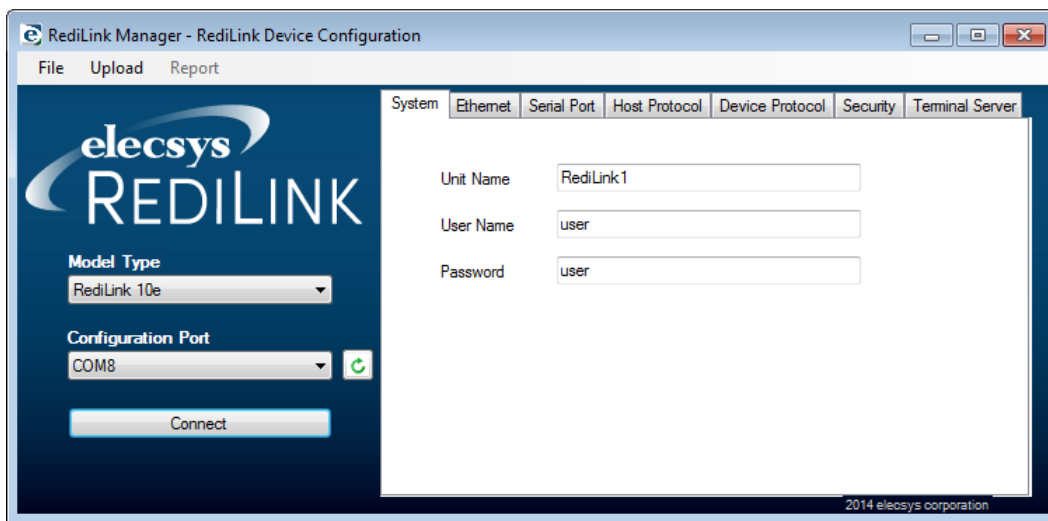 RediLink Manager - RediLink Device Configuration
File Upload Report
elecsys
REDILINK
Model Type
RediLink 10e
Configuration Port
COM8
Connect
System Ethernet Serial Port Host Protocol Device Protocol Security Terminal Server
Unit Name RediLink1
User Name user
Password user
2014 elecsys corporation